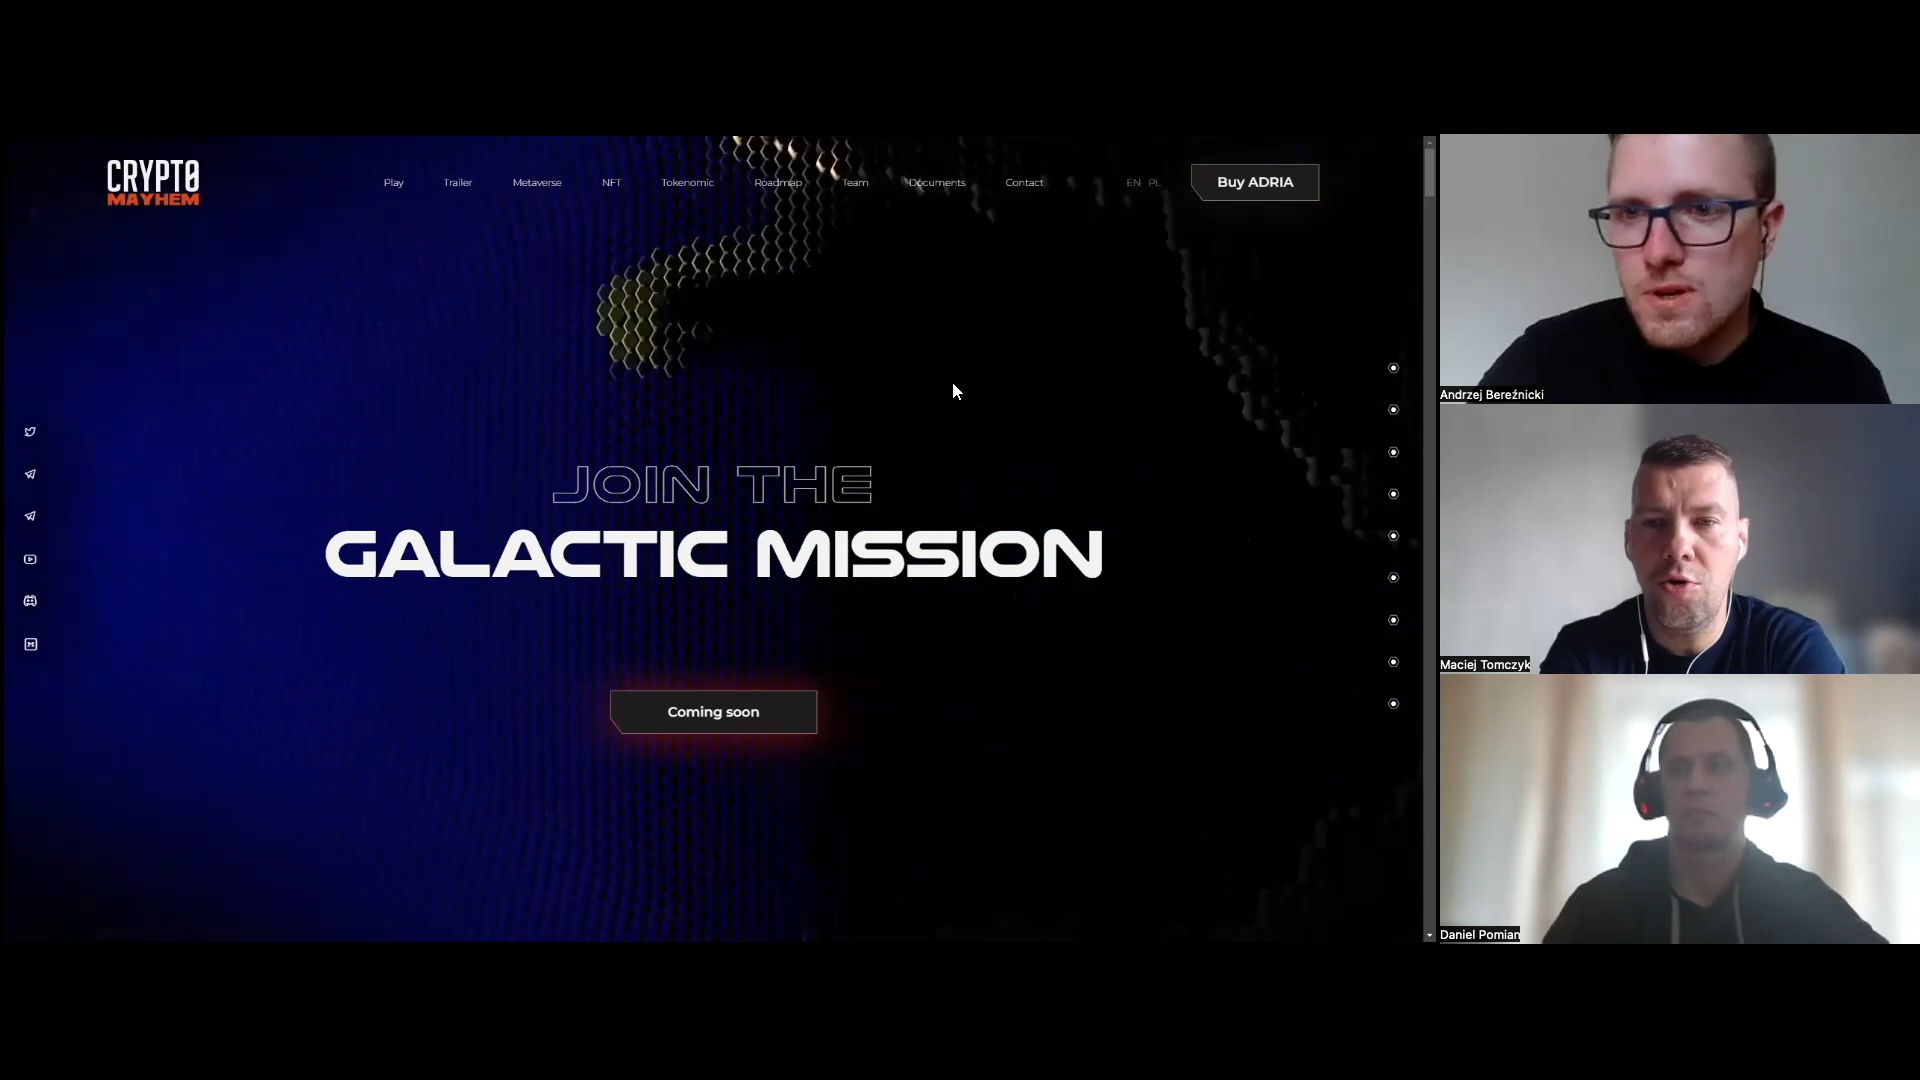 CRYPTO
MAYHEM
Play Trailer Metaverse NFT Tokenomic Roadmap Team Documents Contact EN PL Buy ADRIA
JOIN THE
GALACTIC MISSION
Coming soon
Andrzej Bereźnicki
Maciej Tomczyk
Daniel Pomian